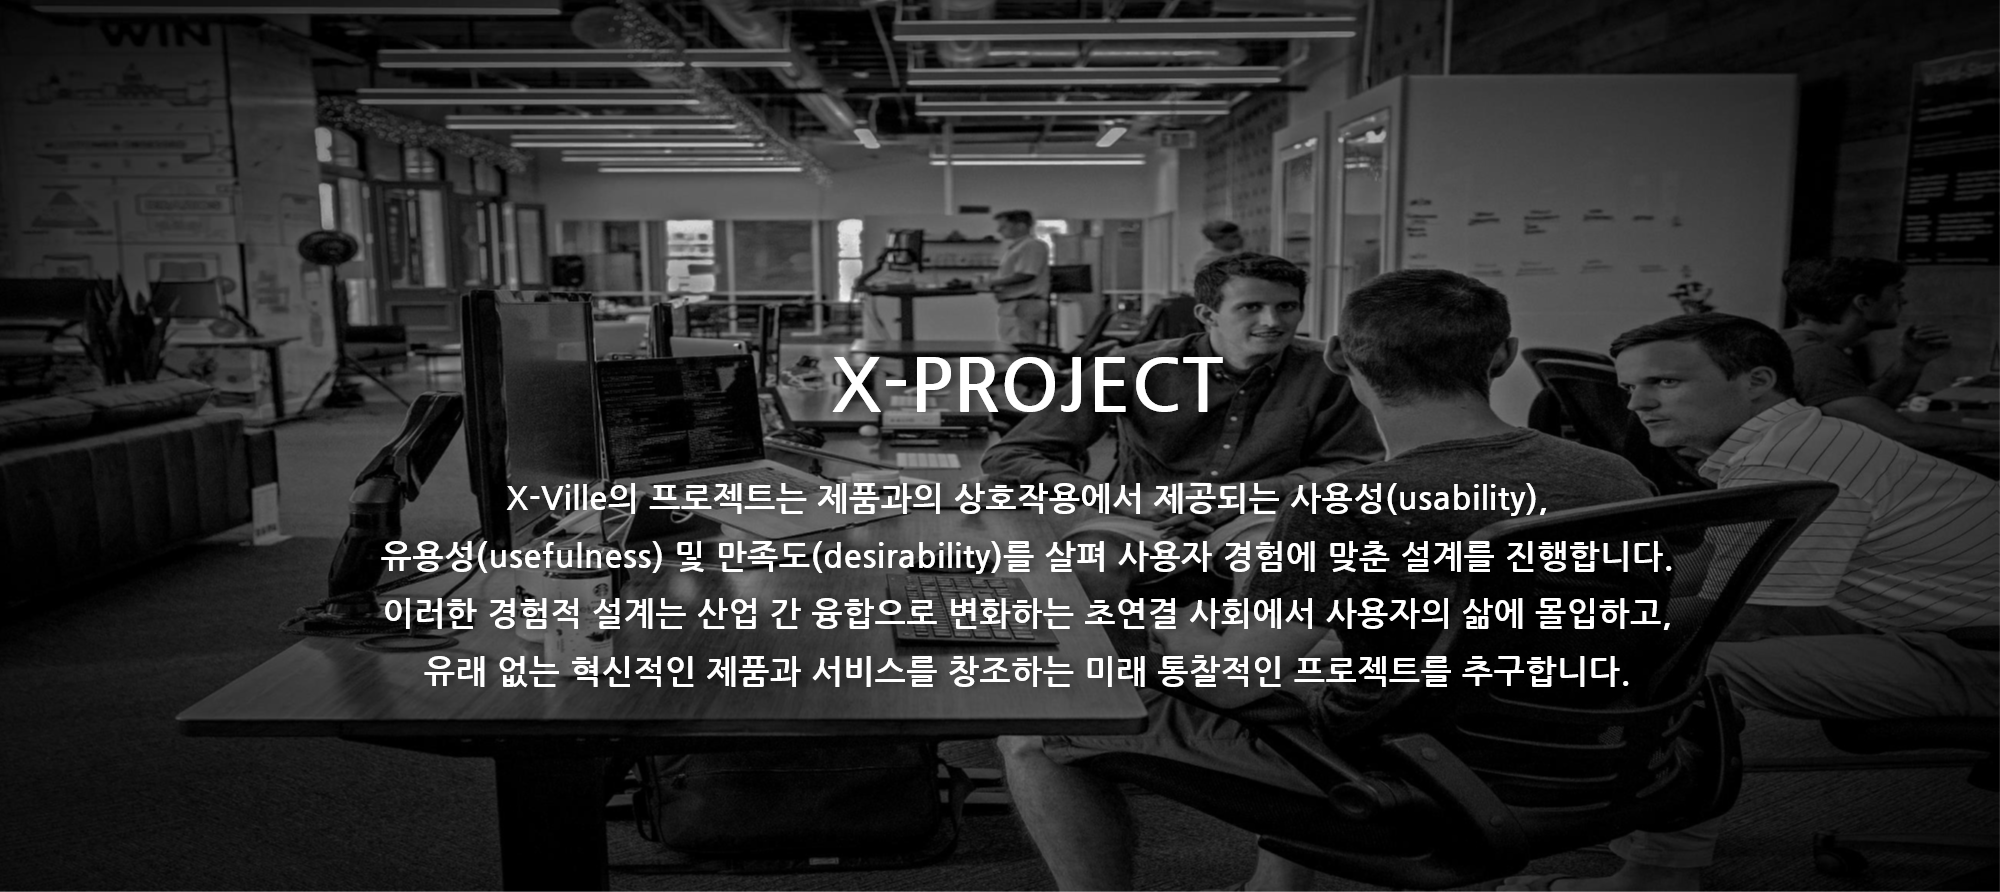 WIN
X-PROJECT
X-Ville의 프로젝트는 제품과의 상호작용에서 제공되는 사용성(usability),
유용성(usefulness) 및 만족도(desirability)를 살펴 사용자 경험에 맞춘 설계를 진행합니다.
이러한 경험적 설계는 산업 간 융합으로 변화하는 초연결 사회에서 사용자의 삶에 몰입하고,
유래 없는 혁신적인 제품과 서비스를 창조하는 미래 통찰적인 프로젝트를 추구합니다.